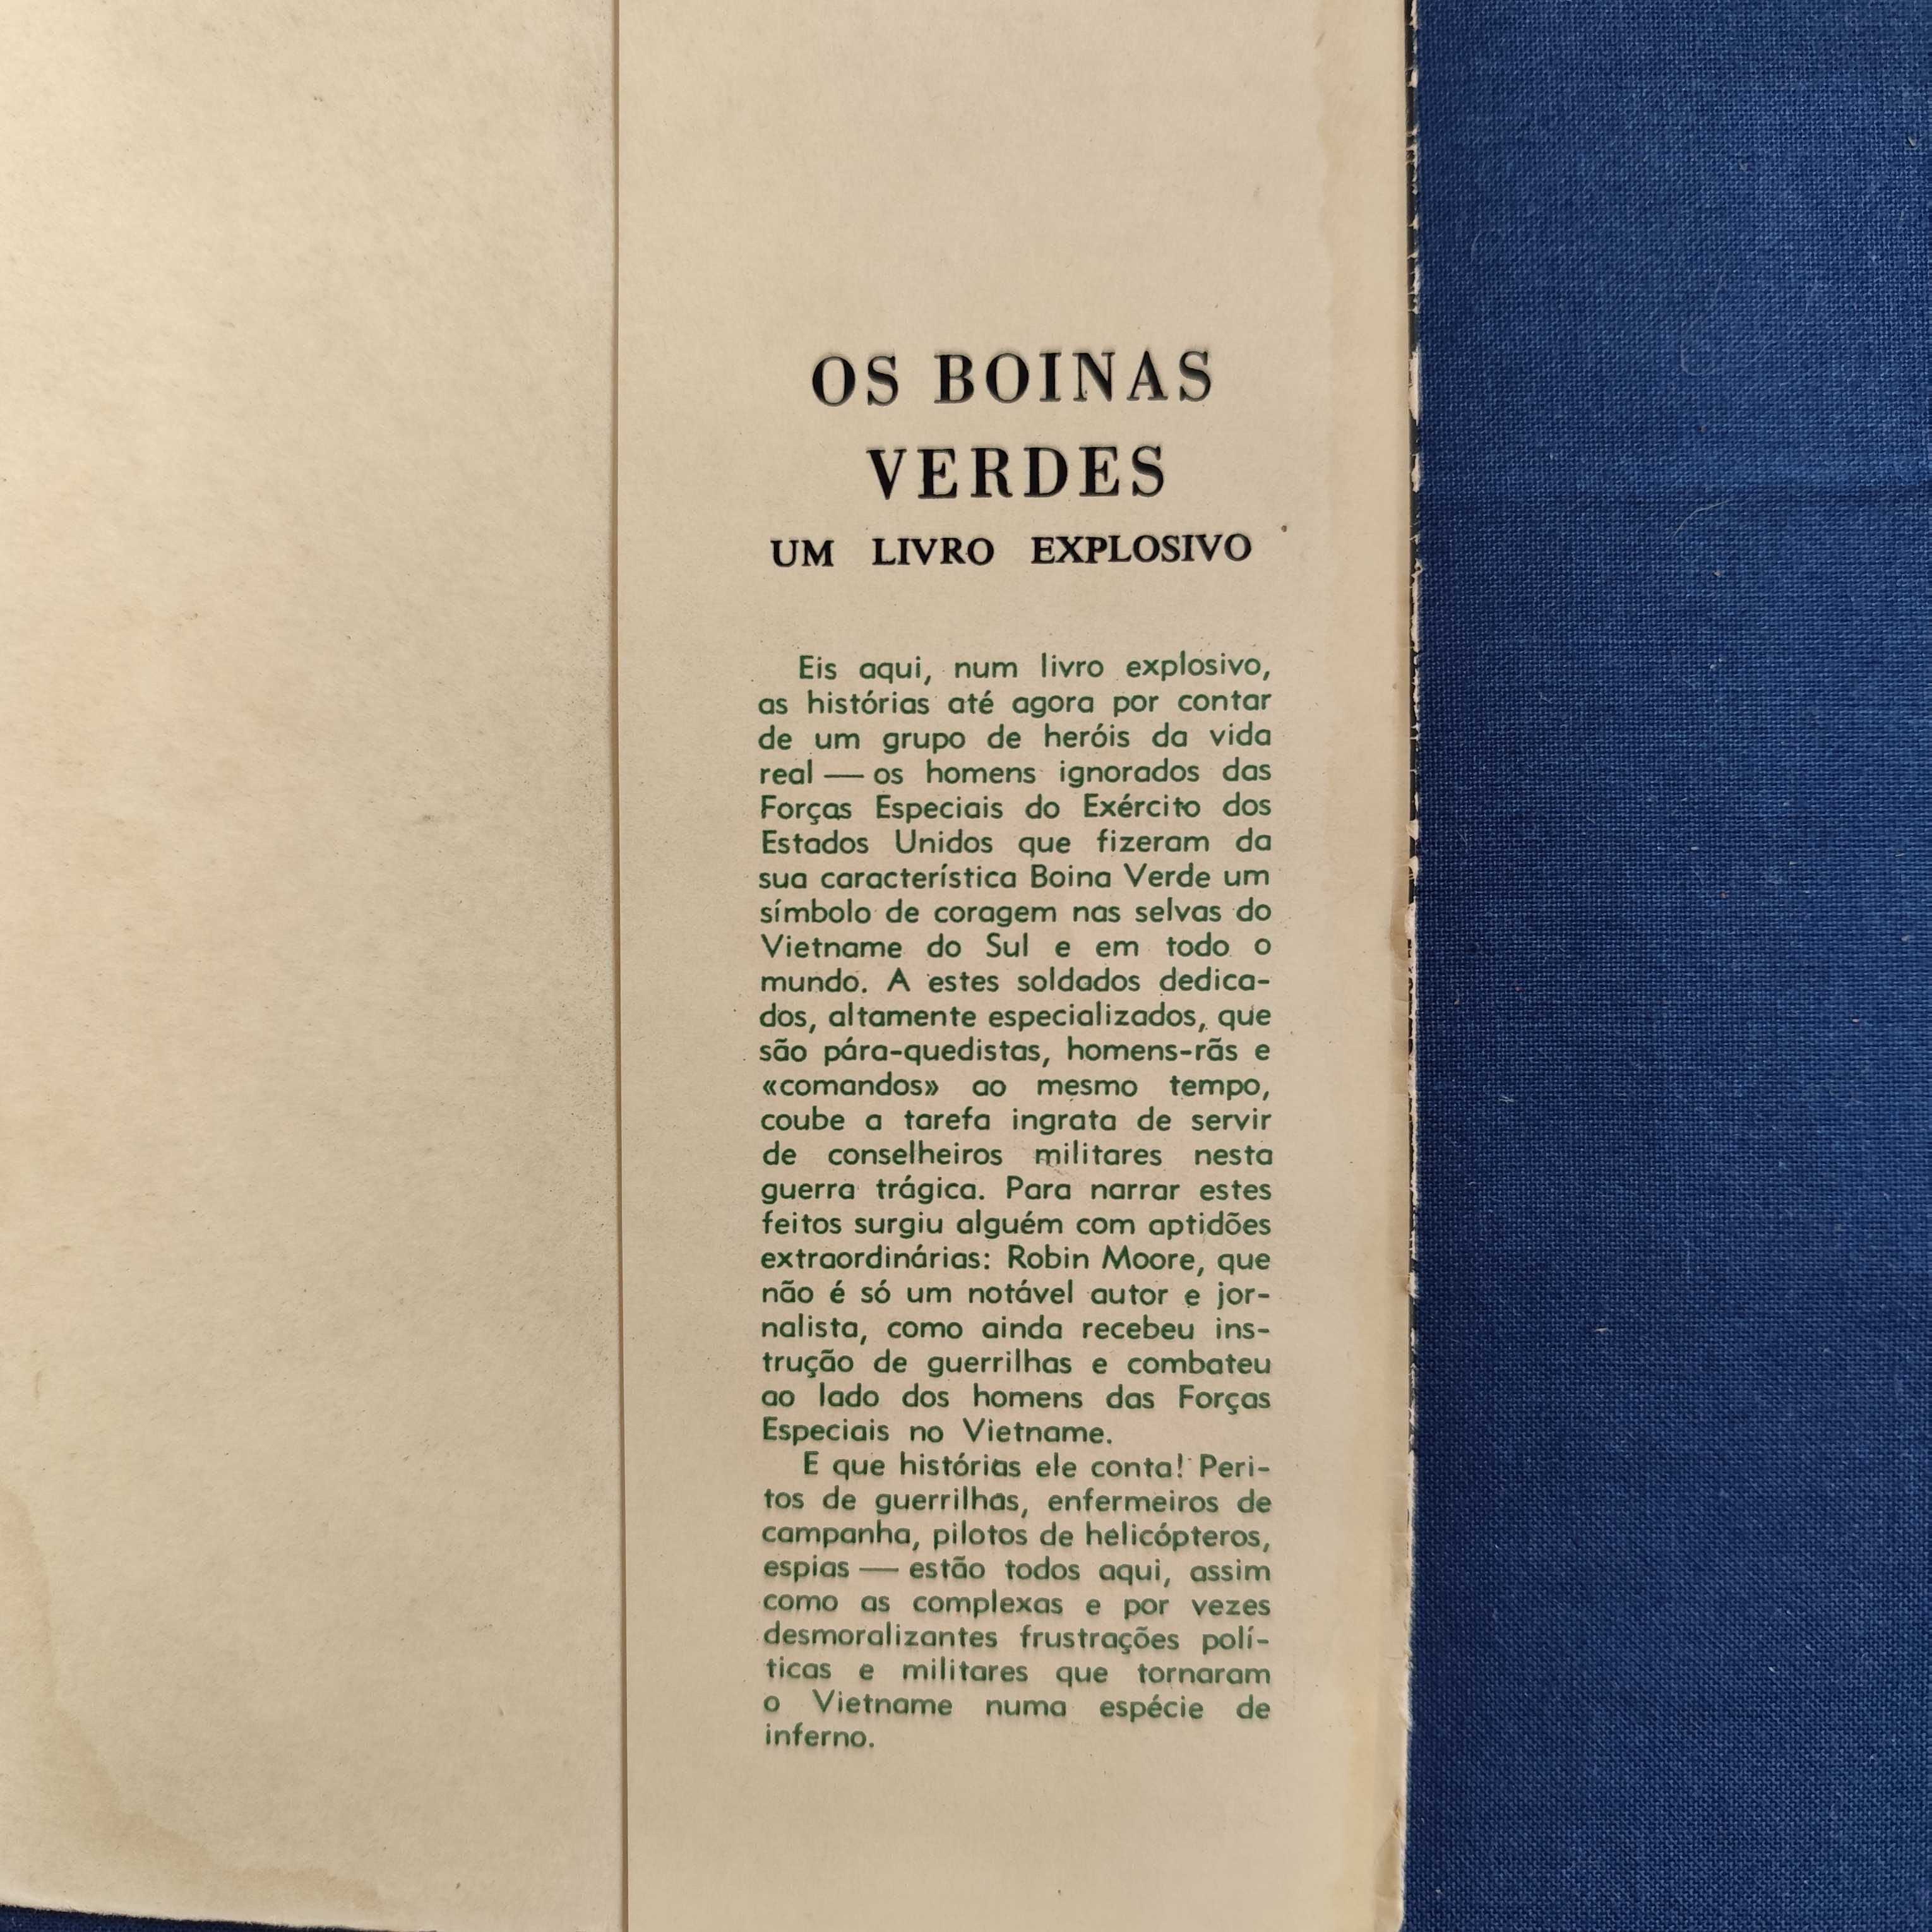 OS BOINAS
VERDES
UM LIVRO EXPLOSIVO
Eis aqui, num livro explosivo,
as histórias até agora por contar
de um grupo de heróis da vida
real — os homens ignorados das
Forças Especiais do Exército dos
Estados Unidos que fizeram da
sua característica Boina Verde um
símbolo de coragem nas selvas do
Vietname do Sul e em todo o
mundo. A estes soldados dedica-
dos, altamente especializados, que
são pára-quedistas, homens-rãs e
«comandos» ao mesmo tempo,
coube a tarefa ingrata de servir
de conselheiros militares nesta
guerra trágica. Para narrar estes
feitos surgiu alguém com aptidões
extraordinárias: Robin Moore, que
não é só um notável autor e jor-
nalista, como ainda recebeu ins-
trução de guerrilhas e combateu
ao lado dos homens das Forças
Especiais no Vietname.
E que histórias ele conta! Peri-
tos de guerrilhas, enfermeiros de
campanha, pilotos de helicópteros,
espias — estão todos aqui, assim
como as complexas e por vezes
desmoralizantes frustrações polí-
ticas e militares que tornaram
o Vietname numa espécie de
inferno.